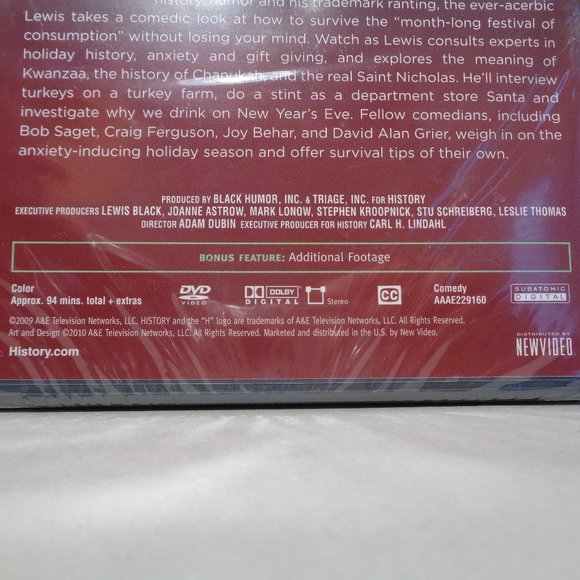 history, humor and his trademark ranting, the ever-acerbic
Lewis takes a comedic look at how to survive the “month-long festival of
consumption” without losing your mind. Watch as Lewis consults experts in
holiday history, anxiety and gift giving, and explores the meaning of
Kwanzaa, the history of Chanukah, and the real Saint Nicholas. He’ll interview
turkeys on a turkey farm, do a stint as a department store Santa and
investigate why we drink on New Year’s Eve. Fellow comedians, including
Bob Saget, Craig Ferguson, Joy Behar, and David Alan Grier, weigh in on the
anxiety-inducing holiday season and offer survival tips of their own.
PRODUCED BY BLACK HUMOR, INC. & TRIAGE, INC. FOR HISTORY
EXECUTIVE PRODUCERS LEWIS BLACK, JOANNE ASTROW, MARK LONOW, STEPHEN KROOPNICK, STU SCHREIBERG, LESLIE THOMAS
DIRECTOR ADAM DUBIN EXECUTIVE PRODUCER FOR HISTORY CARL H. LINDAHL
BONUS FEATURE: Additional Footage
Color
Approx. 94 mins. total + extras
DVD
VIDEO
DOLBY
DIGITAL
Stereo
CC
Comedy
AAAE229160
SUBATOMIC
DIGITAL
©2009 A&E Television Networks, LLC. HISTORY and the “H” logo are trademarks of A&E Television Networks, LLC. All Rights Reserved.
Art and Design ©2010 A&E Television Networks, LLC. All Rights Reserved. Marketed and distributed in the U.S. by New Video.
History.com
DISTRIBUTED BY
NEWVIDEO